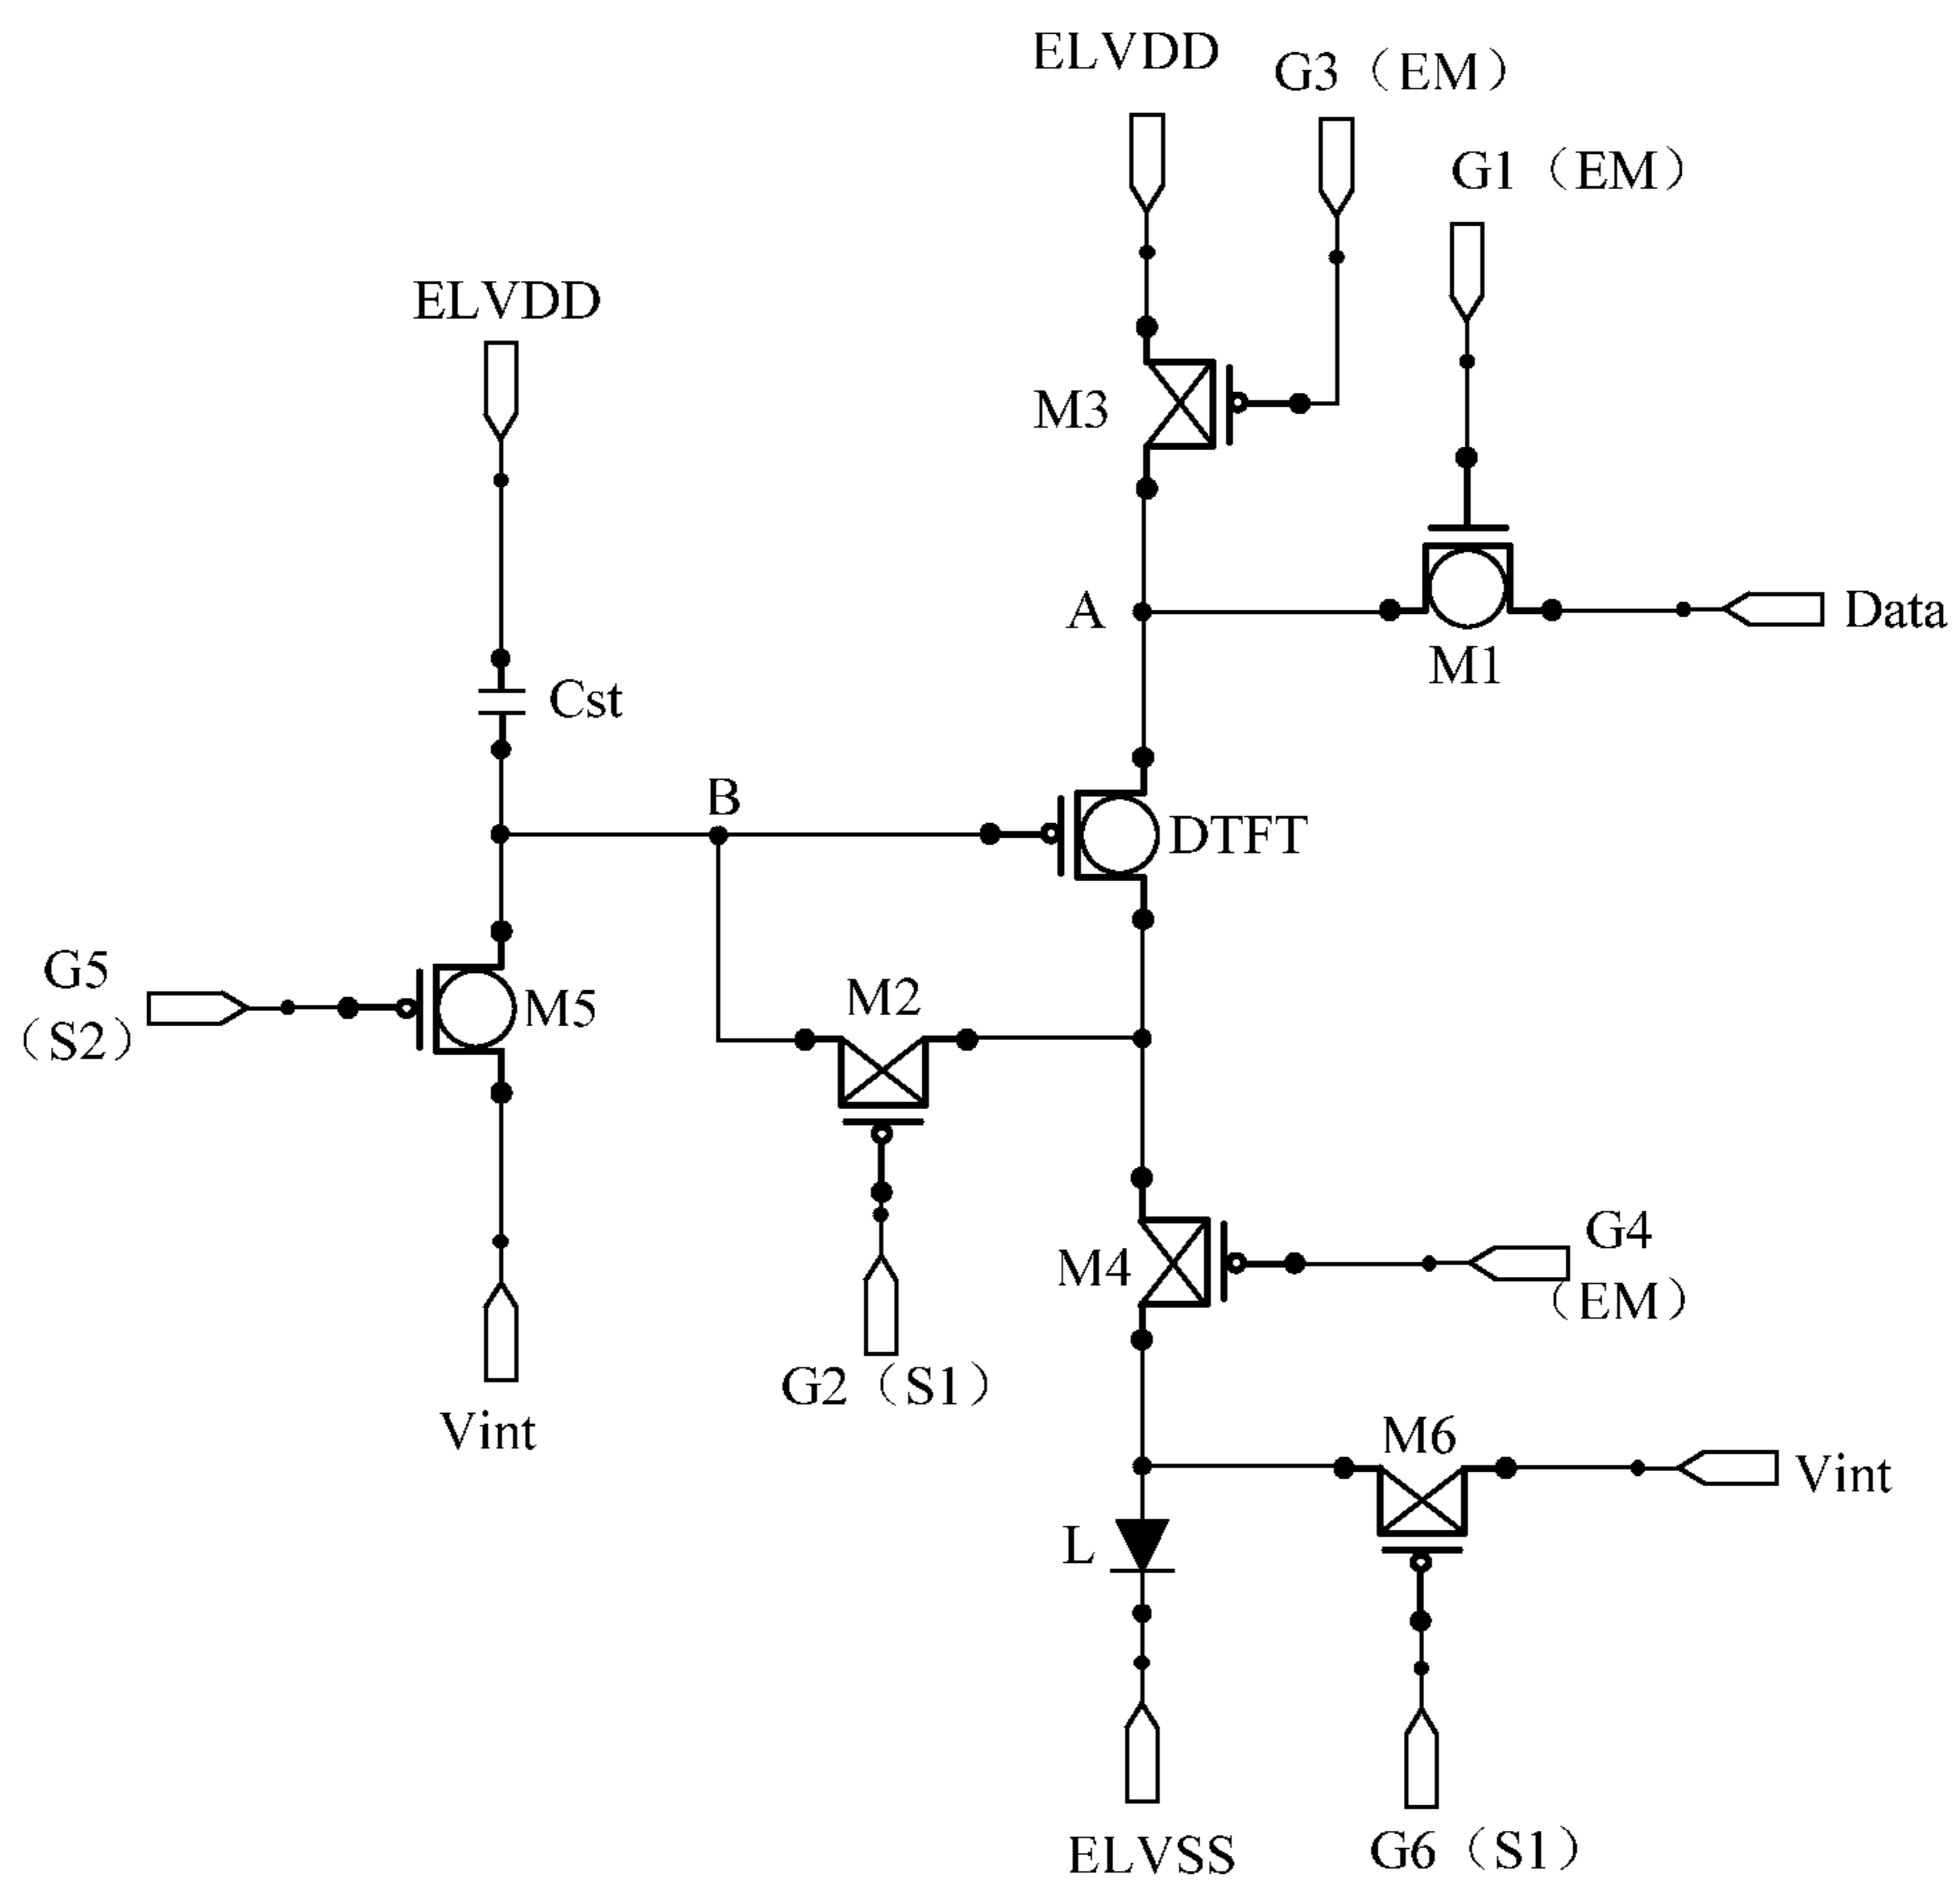 ELVDD
G3（EM）
G1（EM）
ELVDD
M3
A
Data
M1
Cst
B
DTFT
G5
（S2）
M5
M2
M4
G4
（EM）
G2（S1）
Vint
M6
Vint
L
ELVSS
G6（S1）